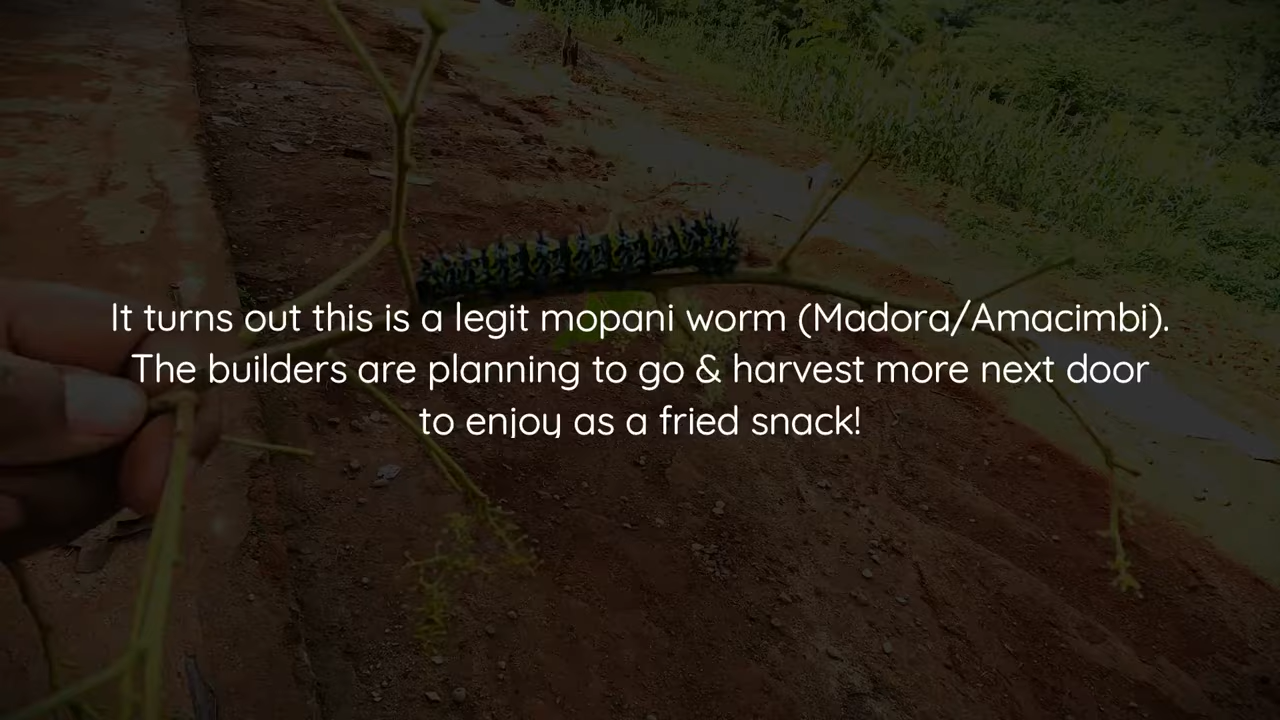 It turns out this is a legit mopani worm (Madora/Amacimbi).
The builders are planning to go & harvest more next door
to enjoy as a fried snack!